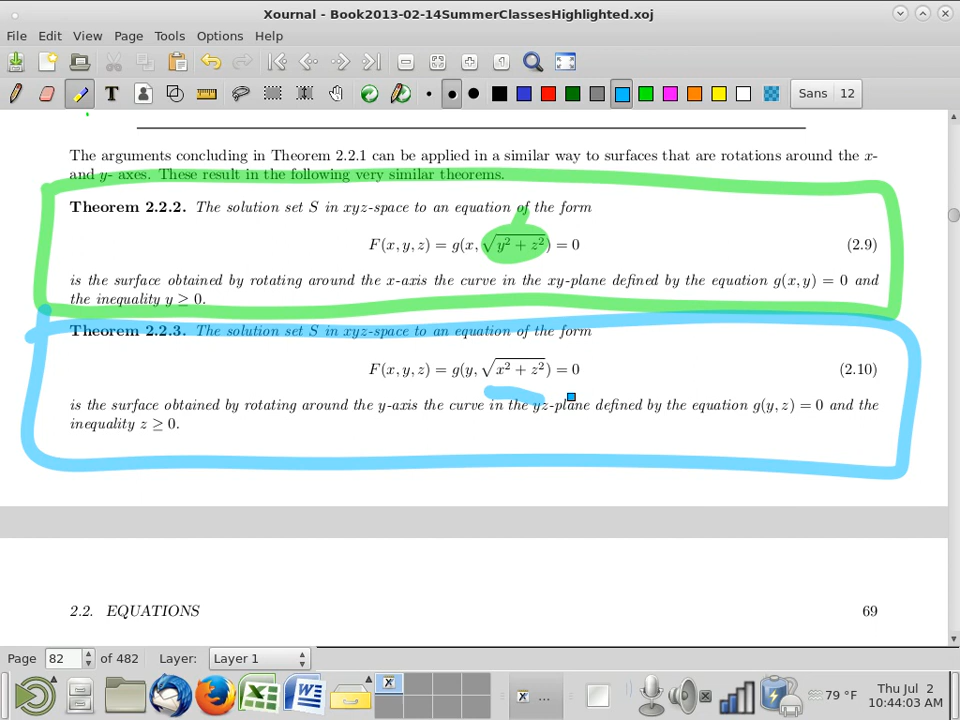 Xournal - Book2013-02-14SummerClassesHighlighted.xoj
File Edit View Page Tools Options Help
Sans 12
The arguments concluding in Theorem 2.2.1 can be applied in a similar way to surfaces that are rotations around the x-
and y- axes. These result in the following very similar theorems.
Theorem 2.2.2. The solution set S in xyz-space to an equation of the form
F(x, y, z) = g(x, √(y² + z²)) = 0 (2.9)
is the surface obtained by rotating around the x-axis the curve in the xy-plane defined by the equation g(x, y) = 0 and
the inequality y ≥ 0.
Theorem 2.2.3. The solution set S in xyz-space to an equation of the form
F(x, y, z) = g(y, √(x² + z²)) = 0 (2.10)
is the surface obtained by rotating around the y-axis the curve in the yz-plane defined by the equation g(y, z) = 0 and the
inequality z ≥ 0.
2.2. EQUATIONS 69
Page 82 of 482 Layer: Layer 1
... 79 °F Thu Jul 2
10:44:03 AM